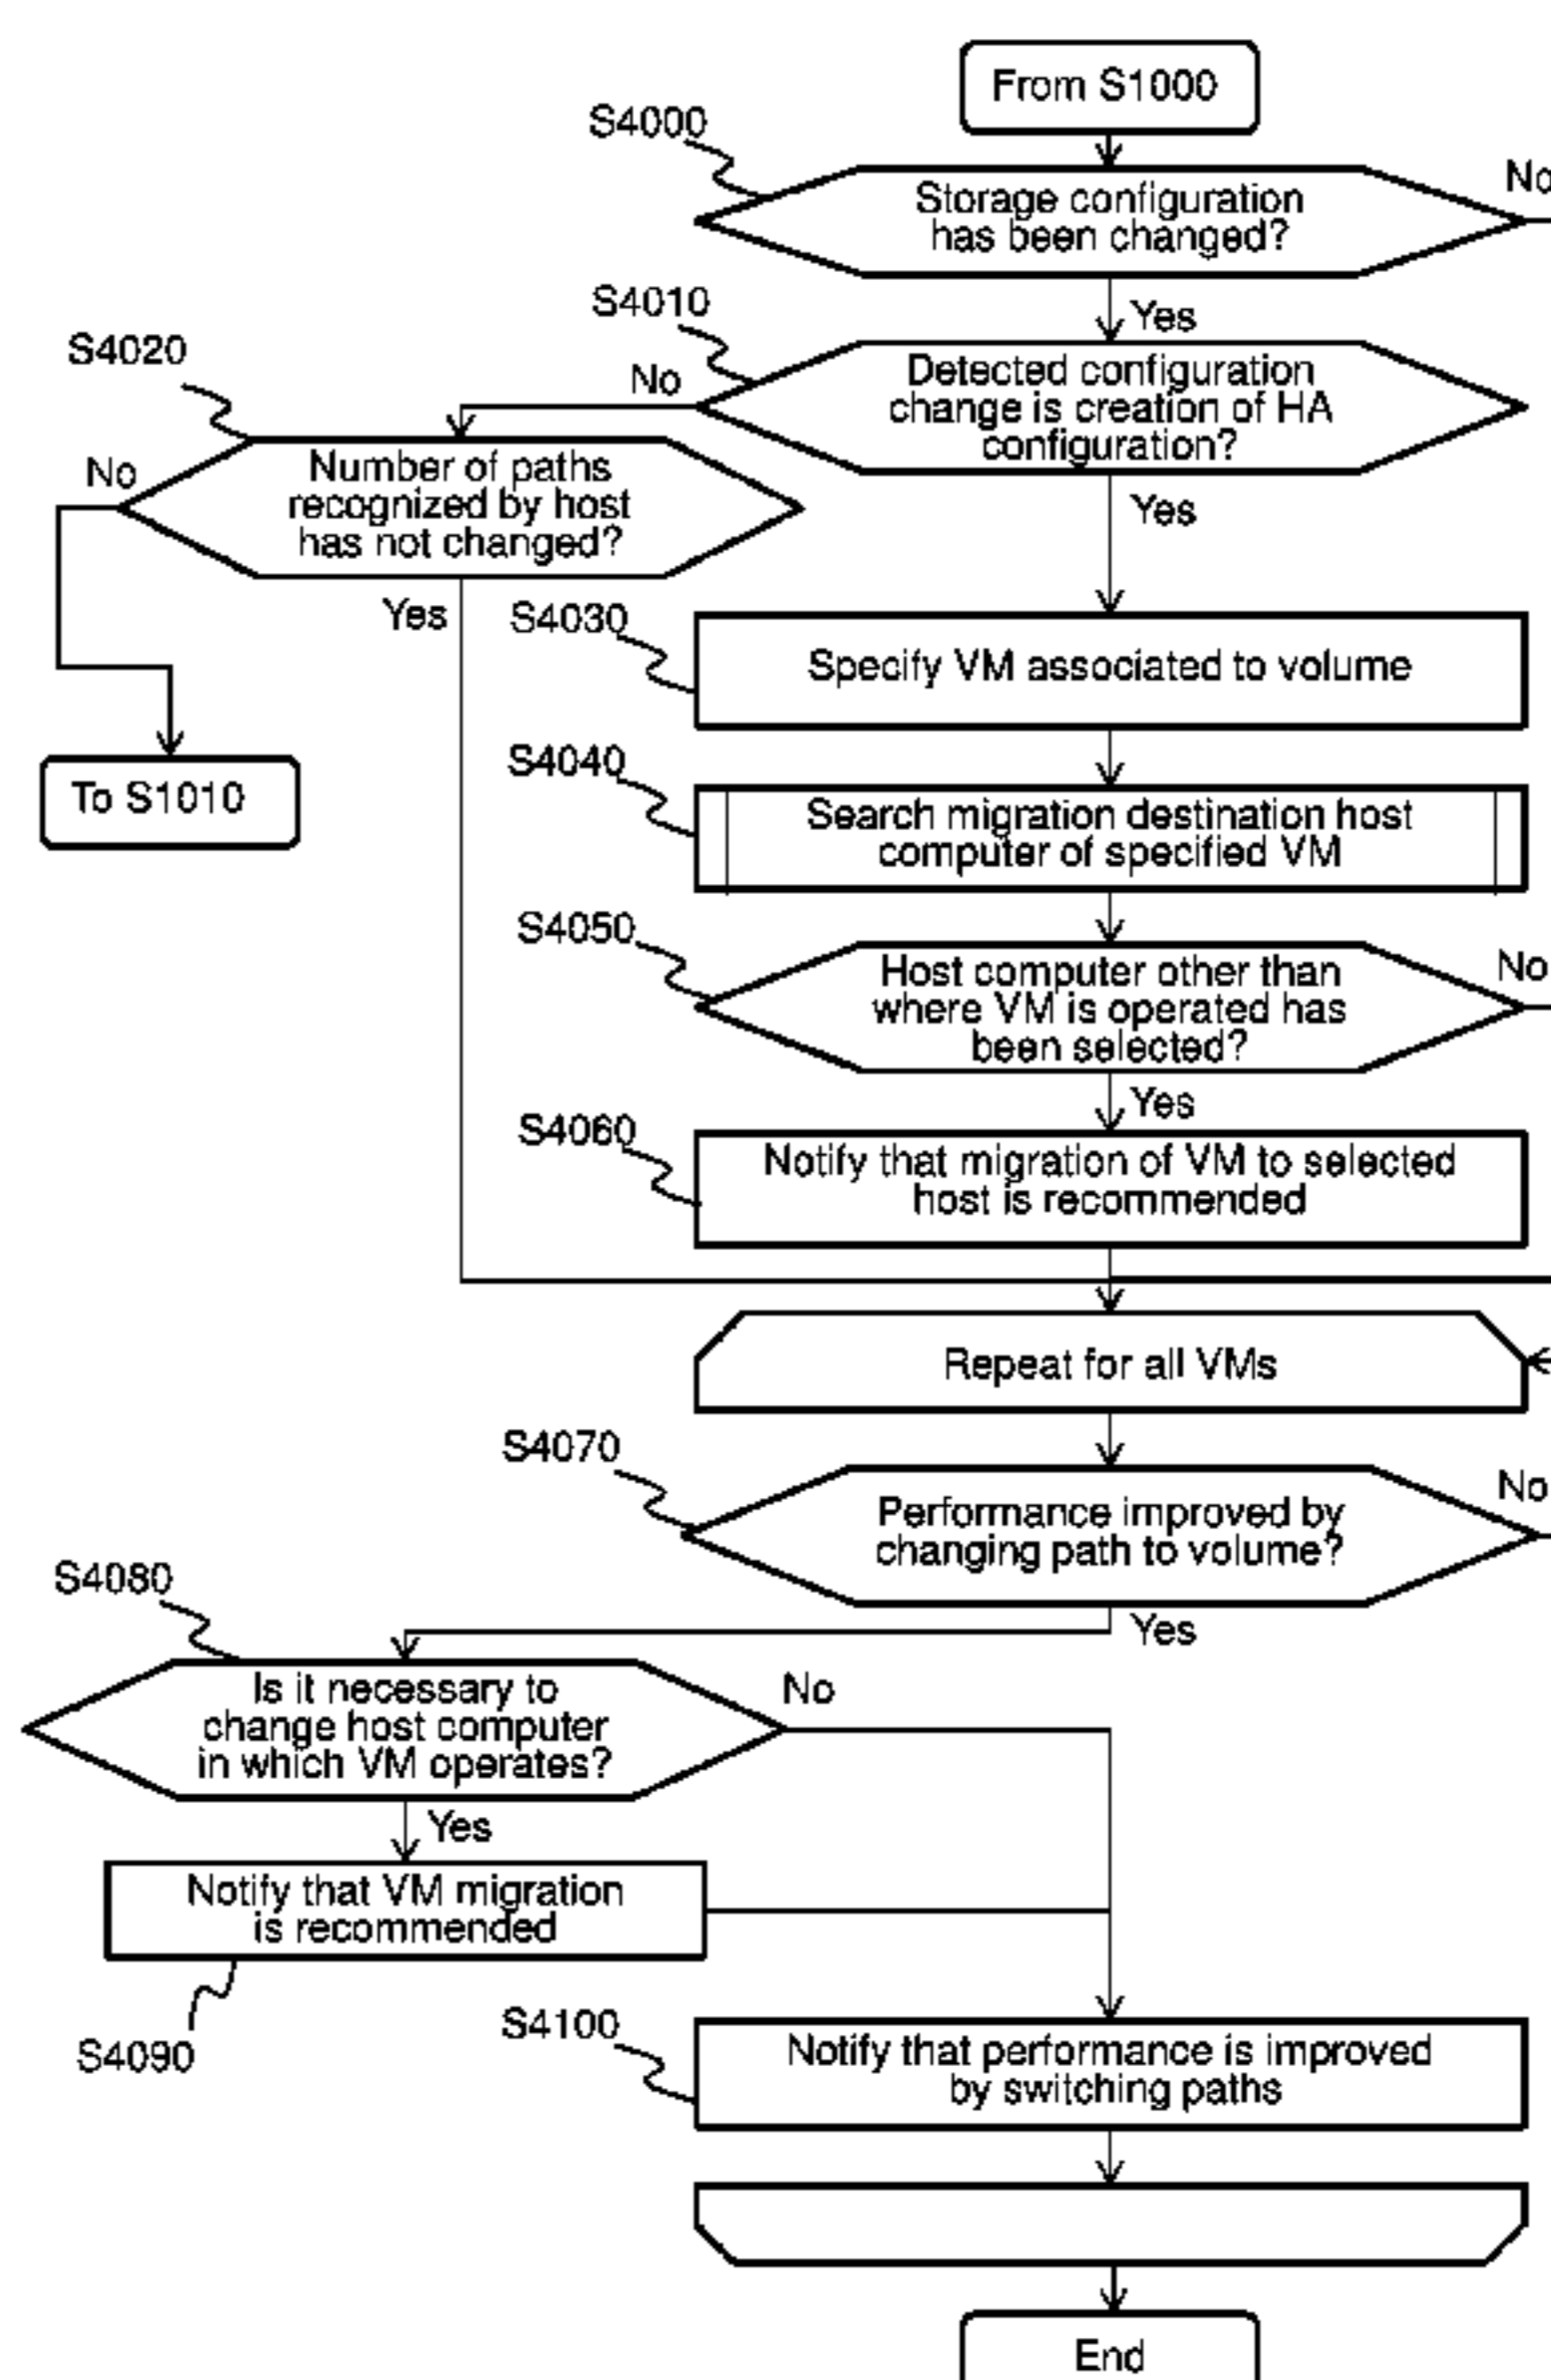 From S1000
S4000
Storage configuration
has been changed?
No
Yes
S4010
Detected configuration
change is creation of HA
configuration?
No
Yes
S4020
Number of paths
recognized by host
has not changed?
No
Yes
To S1010
S4030
Specify VM associated to volume
S4040
Search migration destination host
computer of specified VM
S4050
Host computer other than
where VM is operated has
been selected?
No
Yes
S4060
Notify that migration of VM to selected
host is recommended
Repeat for all VMs
S4070
Performance improved by
changing path to volume?
No
Yes
S4080
Is it necessary to
change host computer
in which VM operates?
No
Yes
Notify that VM migration
is recommended
S4090
S4100
Notify that performance is improved
by switching paths
End